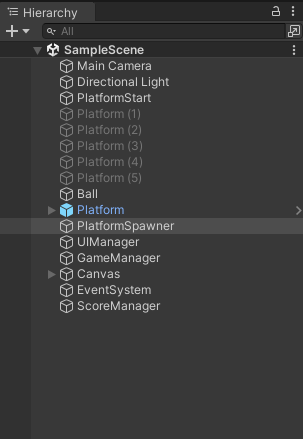 Hierarchy
All
SampleScene
Main Camera
Directional Light
PlatformStart
Platform (1)
Platform (2)
Platform (3)
Platform (4)
Platform (5)
Ball
Platform
PlatformSpawner
UIManager
GameManager
Canvas
EventSystem
ScoreManager